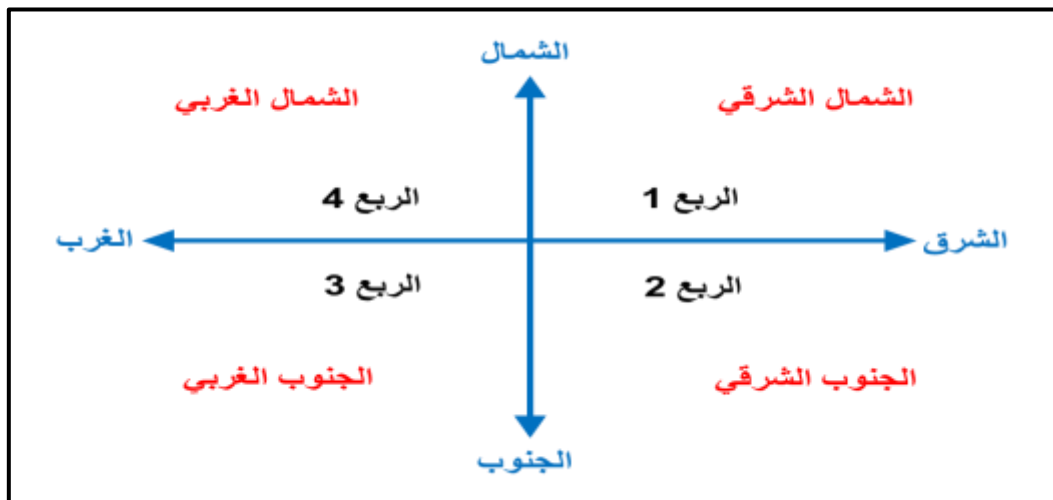 الشمال
الشمال الشرقي
الشمال الغربي
الربع 1
الربع 4
الشرق
الغرب
الربع 2
الربع 3
الجنوب الشرقي
الجنوب الغربي
الجنوب